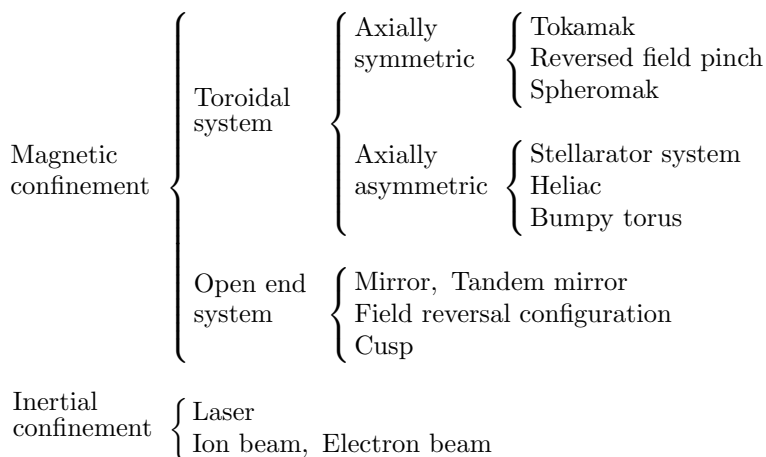 Magnetic
confinement
Toroidal
system
Axially
symmetric
Tokamak
Reversed field pinch
Spheromak
Axially
asymmetric
Stellarator system
Heliac
Bumpy torus
Open end
system
Mirror, Tandem mirror
Field reversal configuration
Cusp
Inertial
confinement
Laser
Ion beam, Electron beam